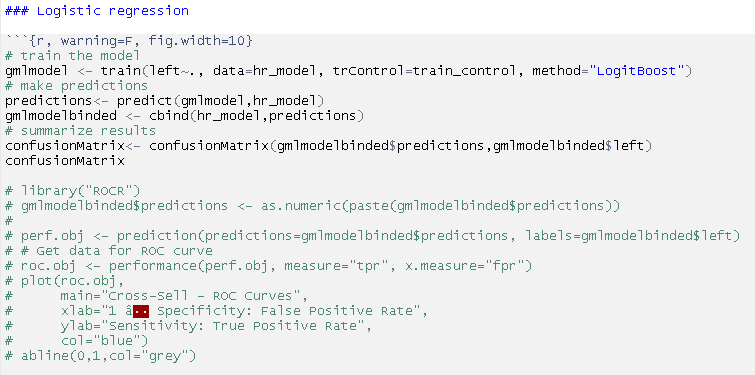 ### Logistic regression
```{r, warning=F, fig.width=10}
# train the model
gmlmodel <- train(left~., data=hr_model, trControl=train_control, method="LogitBoost")
# make predictions
predictions<- predict(gmlmodel,hr_model)
gmlmodelbinded <- cbind(hr_model,predictions)
# summarize results
confusionMatrix<- confusionMatrix(gmlmodelbinded$predictions,gmlmodelbinded$left)
confusionMatrix
# library("ROCR")
# gmlmodelbinded$predictions <- as.numeric(paste(gmlmodelbinded$predictions))
#
# perf.obj <- prediction(predictions=gmlmodelbinded$predictions, labels=gmlmodelbinded$left)
# # Get data for ROC curve
# roc.obj <- performance(perf.obj, measure="tpr", x.measure="fpr")
# plot(roc.obj,
#      main="Cross-Sell - ROC Curves",
#      xlab="1 â.. Specificity: False Positive Rate",
#      ylab="Sensitivity: True Positive Rate",
#      col="blue")
# abline(0,1,col="grey")